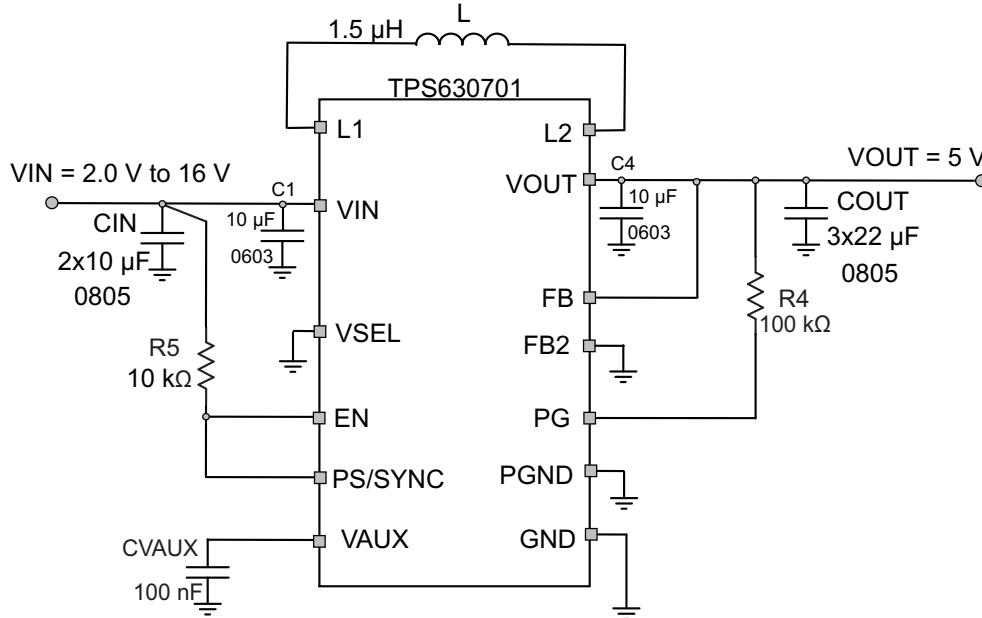 L
1.5 µH
TPS630701
L1
L2
VIN = 2.0 V to 16 V
C1
VIN
CIN
10 µF
2x10 µF
0603
0805
C4
VOUT
VOUT = 5 V
10 µF
0603
COUT
3x22 µF
0805
FB
R4
100 kΩ
VSEL
FB2
R5
10 kΩ
EN
PG
PS/SYNC
PGND
CVAUX
VAUX
GND
100 nF